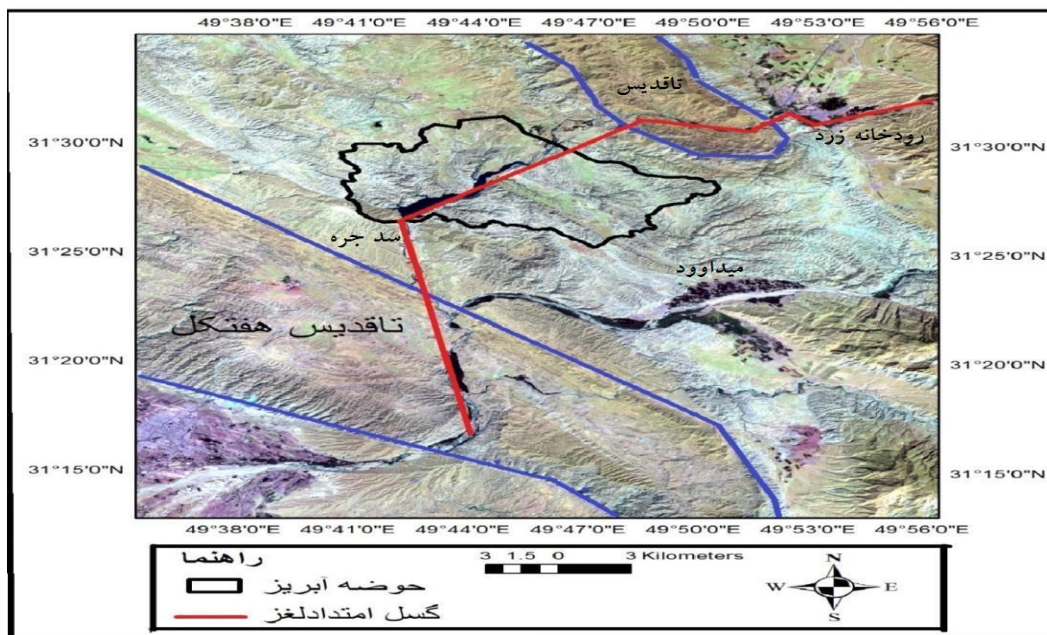 49°38'0"E 49°41'0"E 49°44'0"E 49°47'0"E 49°50'0"E 49°53'0"E 49°56'0"E
تاقدیس
رودخانه زرد
31°30'0"N 31°30'0"N
سد جره
31°25'0"N 31°25'0"N
میداوود
تاقدیس هفتکل
31°20'0"N 31°20'0"N
31°15'0"N 31°15'0"N
49°38'0"E 49°41'0"E 49°44'0"E 49°47'0"E 49°50'0"E 49°53'0"E 49°56'0"E
راهنما
حوضه آبریز
گسل امتدادلغز
3 1.5 0 3 Kilometers
N
W E
S